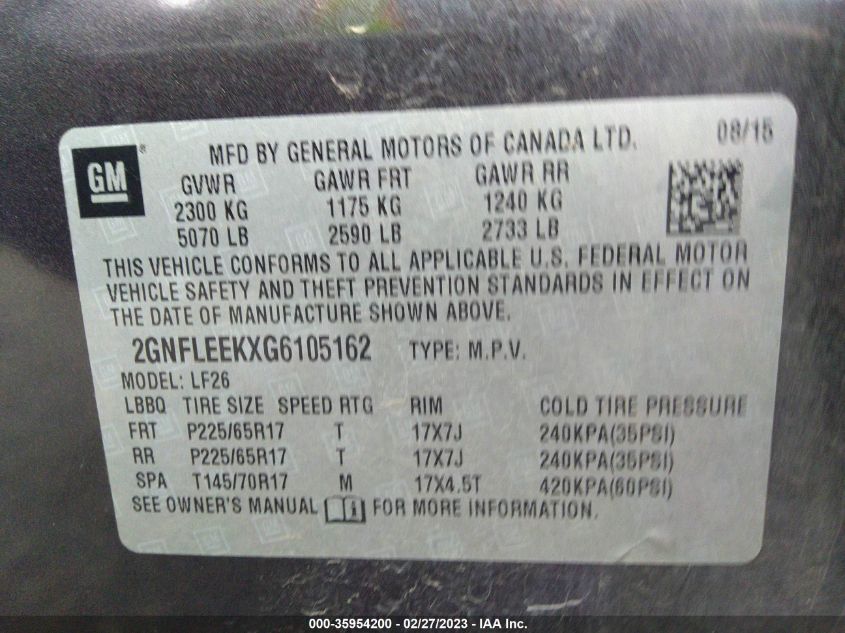 GM®
MFD BY GENERAL MOTORS OF CANADA LTD. 08/15
GVWR GAWR FRT GAWR RR
2300 KG 1175 KG 1240 KG
5070 LB 2590 LB 2733 LB
THIS VEHICLE CONFORMS TO ALL APPLICABLE U.S. FEDERAL MOTOR
VEHICLE SAFETY AND THEFT PREVENTION STANDARDS IN EFFECT ON
THE DATE OF MANUFACTURE SHOWN ABOVE.
2GNFLEEKXG6105162 TYPE: M.P.V.
MODEL: LF26
LBBQ TIRE SIZE SPEED RTG RIM COLD TIRE PRESSURE
FRT P225/65R17 T 17X7J 240KPA(35PSI)
RR P225/65R17 T 17X7J 240KPA(35PSI)
SPA T145/70R17 M 17X4.5T 420KPA(60PSI)
SEE OWNER'S MANUAL i FOR MORE INFORMATION.
000-35954200 - 02/27/2023 - IAA Inc.